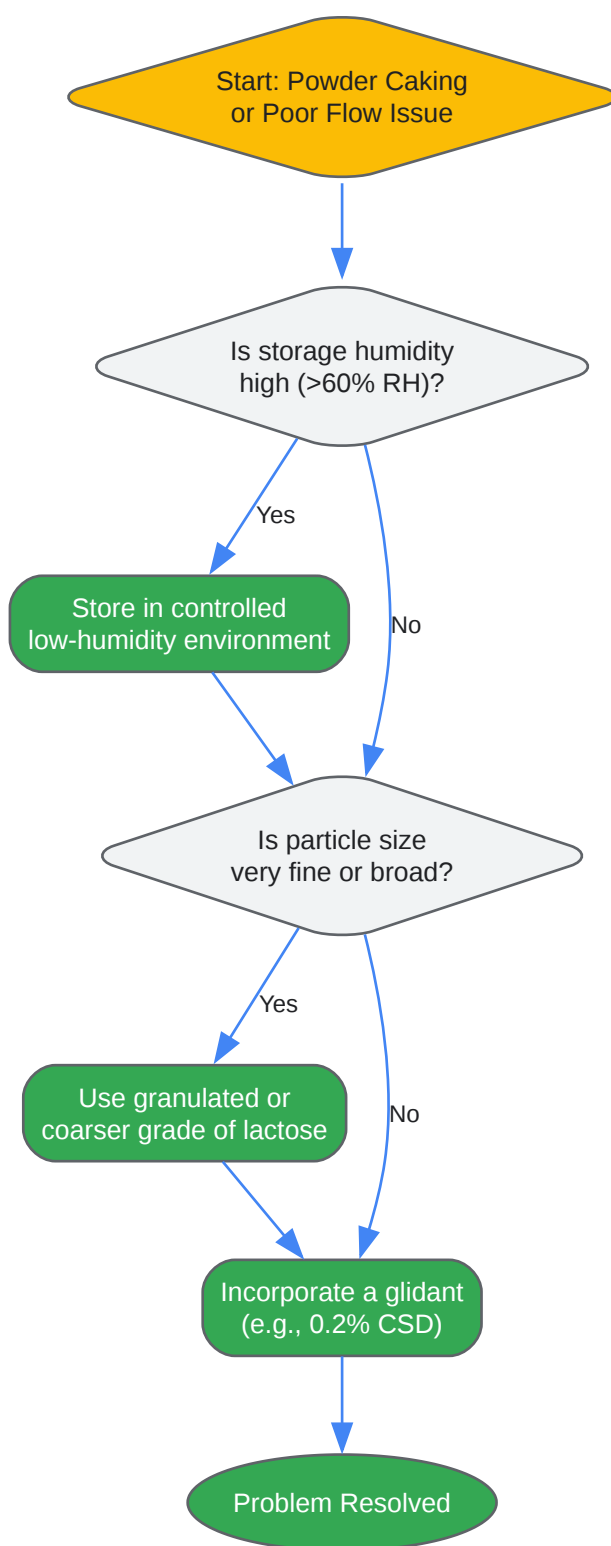 Start: Powder Caking
or Poor Flow Issue
Is storage humidity
high (>60% RH)?
Yes
Store in controlled
low-humidity environment
No
Is particle size
very fine or broad?
Yes
Use granulated or
coarser grade of lactose
No
Incorporate a glidant
(e.g., 0.2% CSD)
Problem Resolved